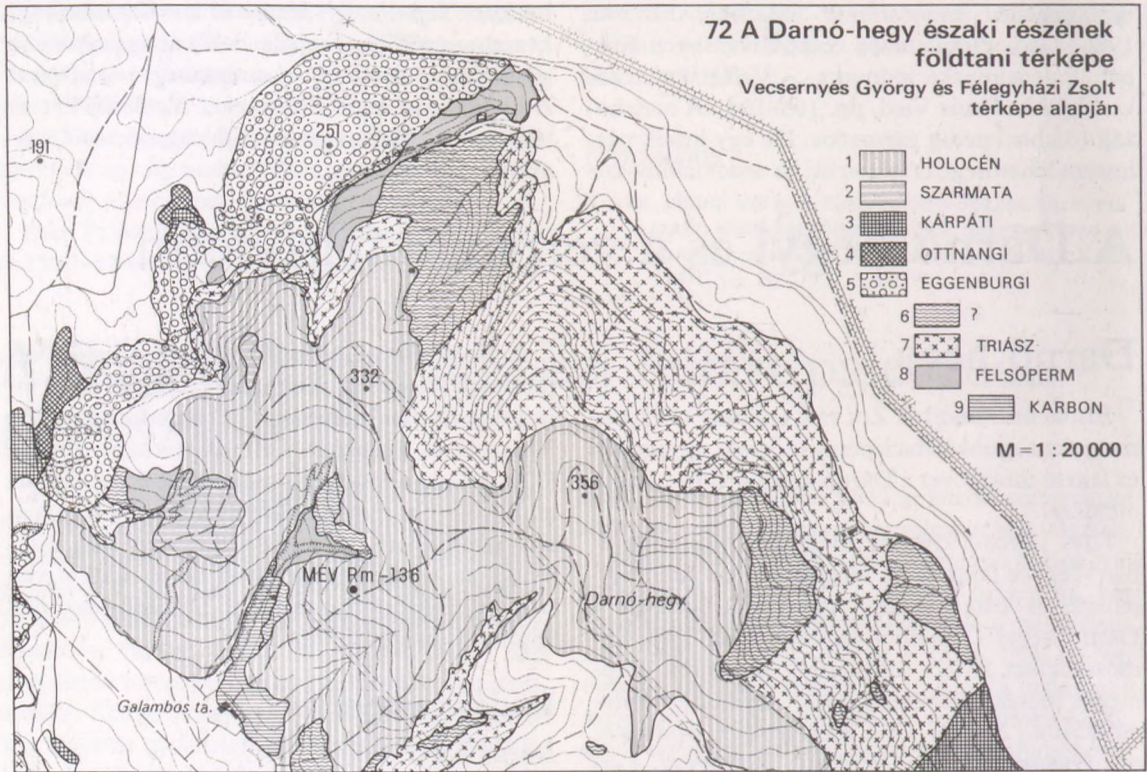 72 A Darnó-hegy északi részének
földtani térképe
Vecsernyés György és Félegyházi Zsolt
térképe alapján
1 HOLOCÉN
2 SZARMATA
3 KÁRPÁTI
4 OTTNANGI
5 EGGENBURGI
6 ?
7 TRIÁSZ
8 FELSŐPERM
9 KARBON
M = 1 : 20 000
251
191
332
356
MÉV Rm-136
Darnó-hegy
Galambos ta.